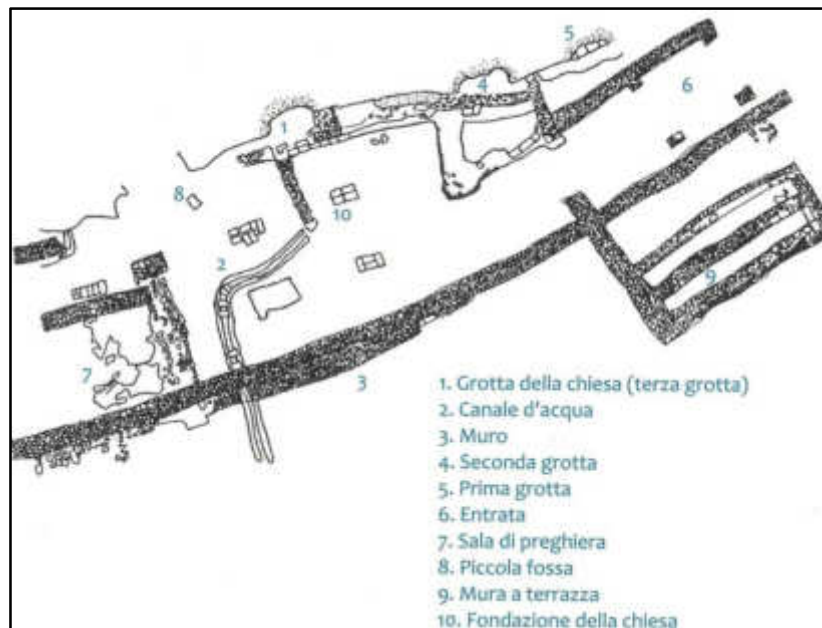 5
4
6
1
8
10
2
9
7
3
1. Grotta della chiesa (terza grotta)
2. Canale d'acqua
3. Muro
4. Seconda grotta
5. Prima grotta
6. Entrata
7. Sala di preghiera
8. Piccola fossa
9. Mura a terrazza
10. Fondazione della chiesa